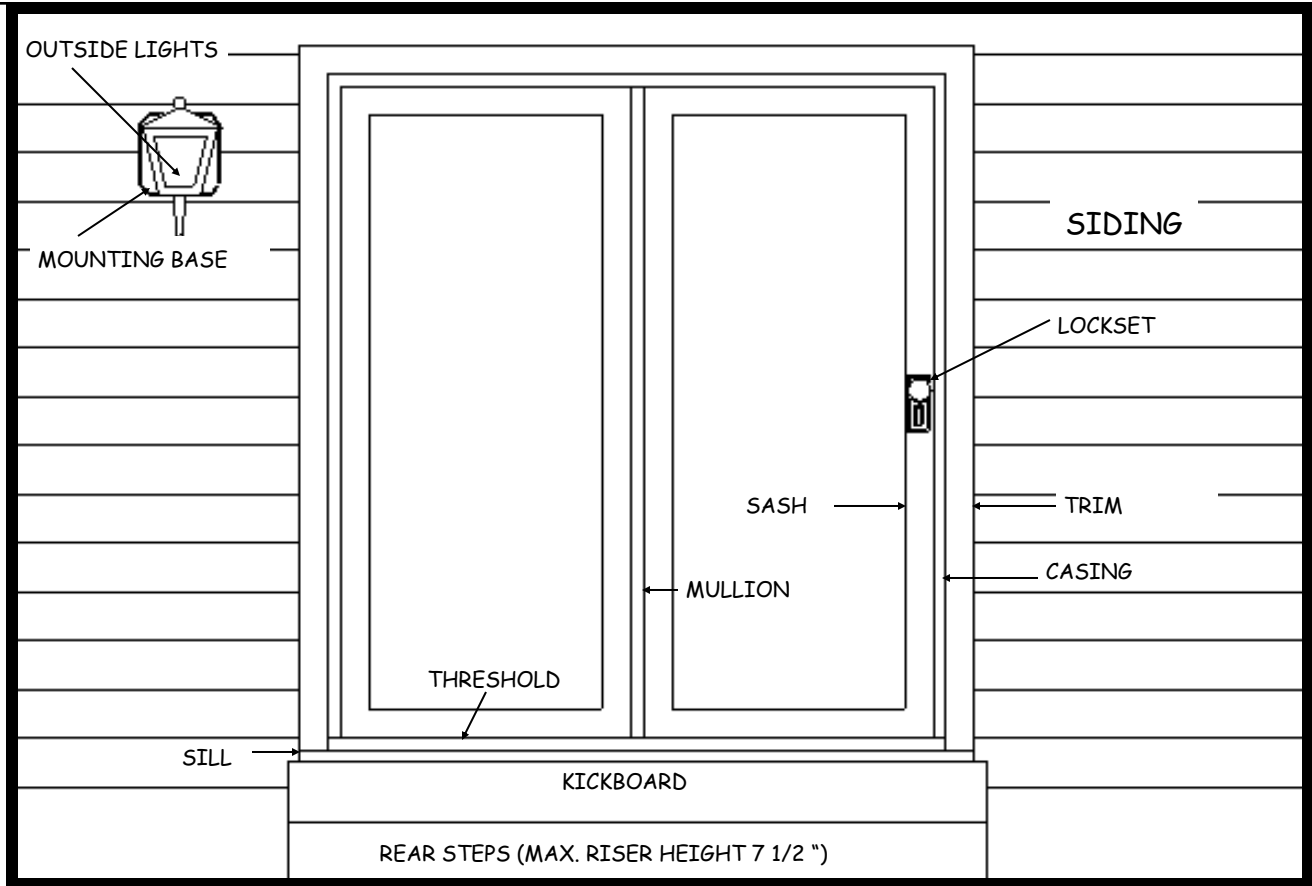 OUTSIDE LIGHTS
MOUNTING BASE
SIDING
LOCKSET
SASH
TRIM
CASING
MULLION
THRESHOLD
SILL
KICKBOARD
REAR STEPS (MAX. RISER HEIGHT 7 1/2 “)